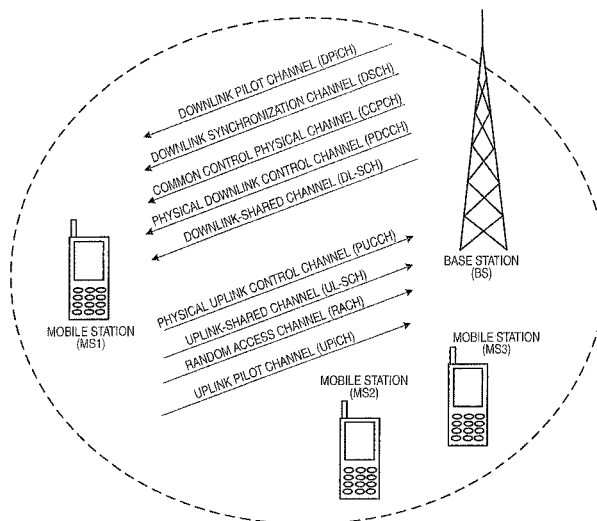 DOWNLINK PILOT CHANNEL (DPiCH)
DOWNLINK SYNCHRONIZATION CHANNEL (DSCH)
COMMON CONTROL PHYSICAL CHANNEL (CCPCH)
PHYSICAL DOWNLINK CONTROL CHANNEL (PDCCH)
DOWNLINK-SHARED CHANNEL (DL-SCH)
PHYSICAL UPLINK CONTROL CHANNEL (PUCCH)
UPLINK-SHARED CHANNEL (UL-SCH)
RANDOM ACCESS CHANNEL (RACH)
UPLINK PILOT CHANNEL (UPiCH)
BASE STATION
(BS)
MOBILE STATION
(MS1)
MOBILE STATION
(MS3)
MOBILE STATION
(MS2)